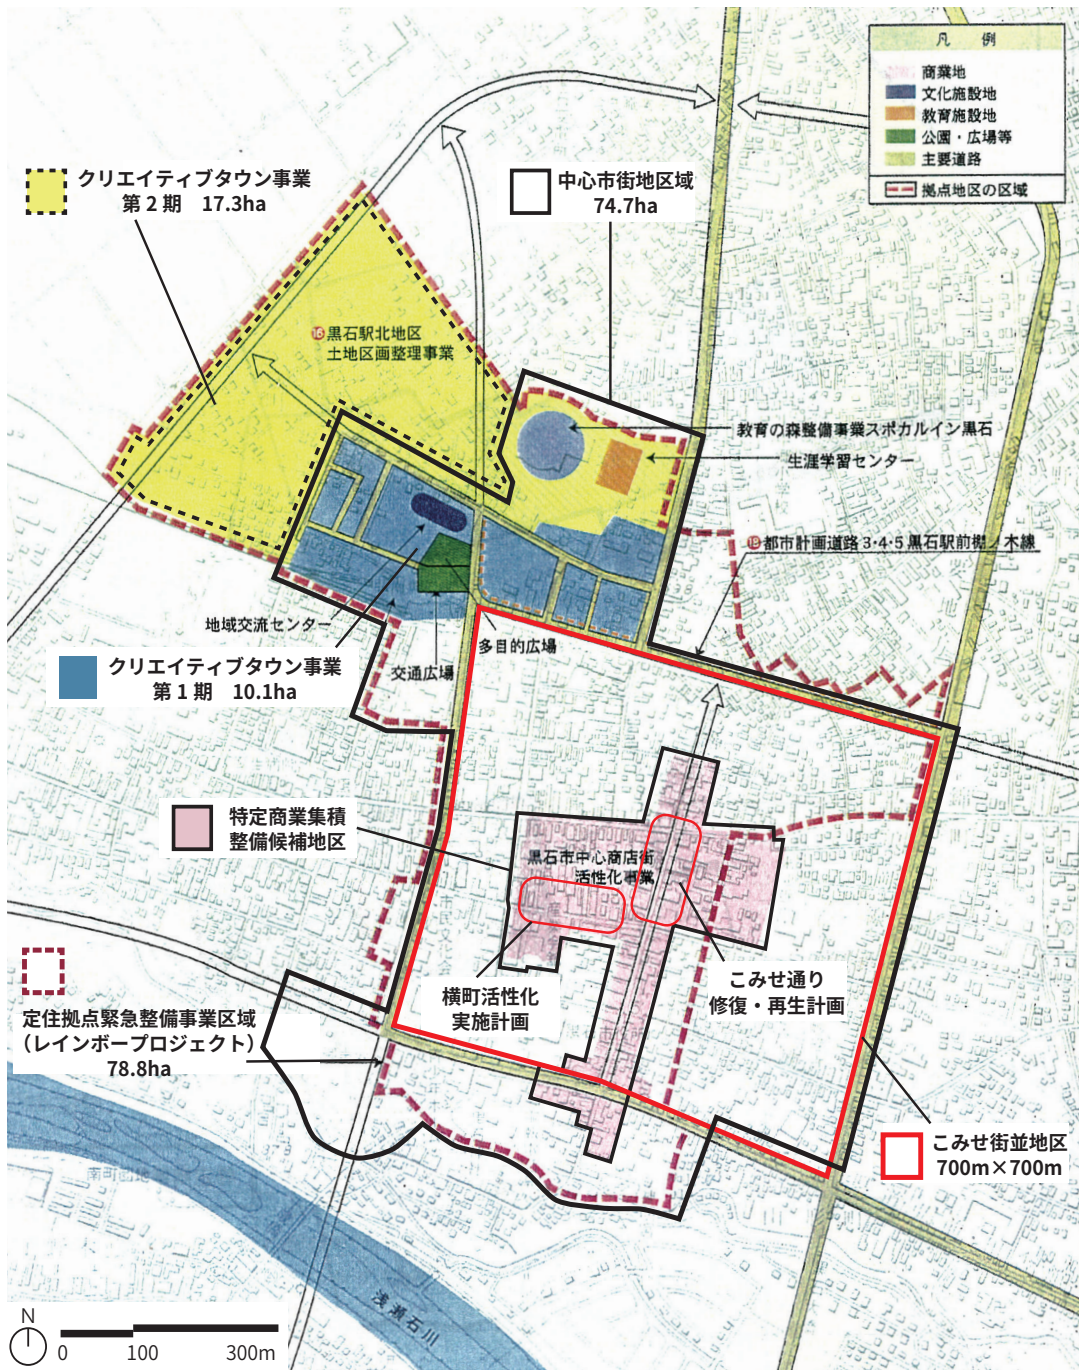 凡 例
商業地
文化施設地
教育施設地
公園・広場等
主要道路
拠点地区の区域
クリエイティブタウン事業
第2期 17.3ha
中心市街地区域
74.7ha
⑯黒石駅北地区
土地区画整理事業
教育の森整備事業スポカルイン黒石
生涯学習センター
都市計画道路3・4・5黒石駅前櫛ノ木線
地域交流センター
多目的広場
交通広場
クリエイティブタウン事業
第1期 10.1ha
特定商業集積
整備候補地区
黒石市中心商店街
活性化事業
横町活性化
実施計画
こみせ通り
修復・再生計画
定住拠点緊急整備事業区域
（レインボープロジェクト）
78.8ha
こみせ街並地区
700m×700m
南町団地
浅瀬石川
N
0 100 300m